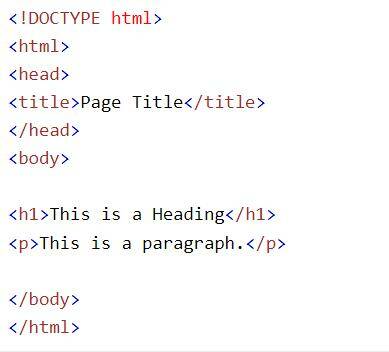 <!DOCTYPE html>
<html>
<head>
<title>Page Title</title>
</head>
<body>
<h1>This is a Heading</h1>
<p>This is a paragraph.</p>
</body>
</html>